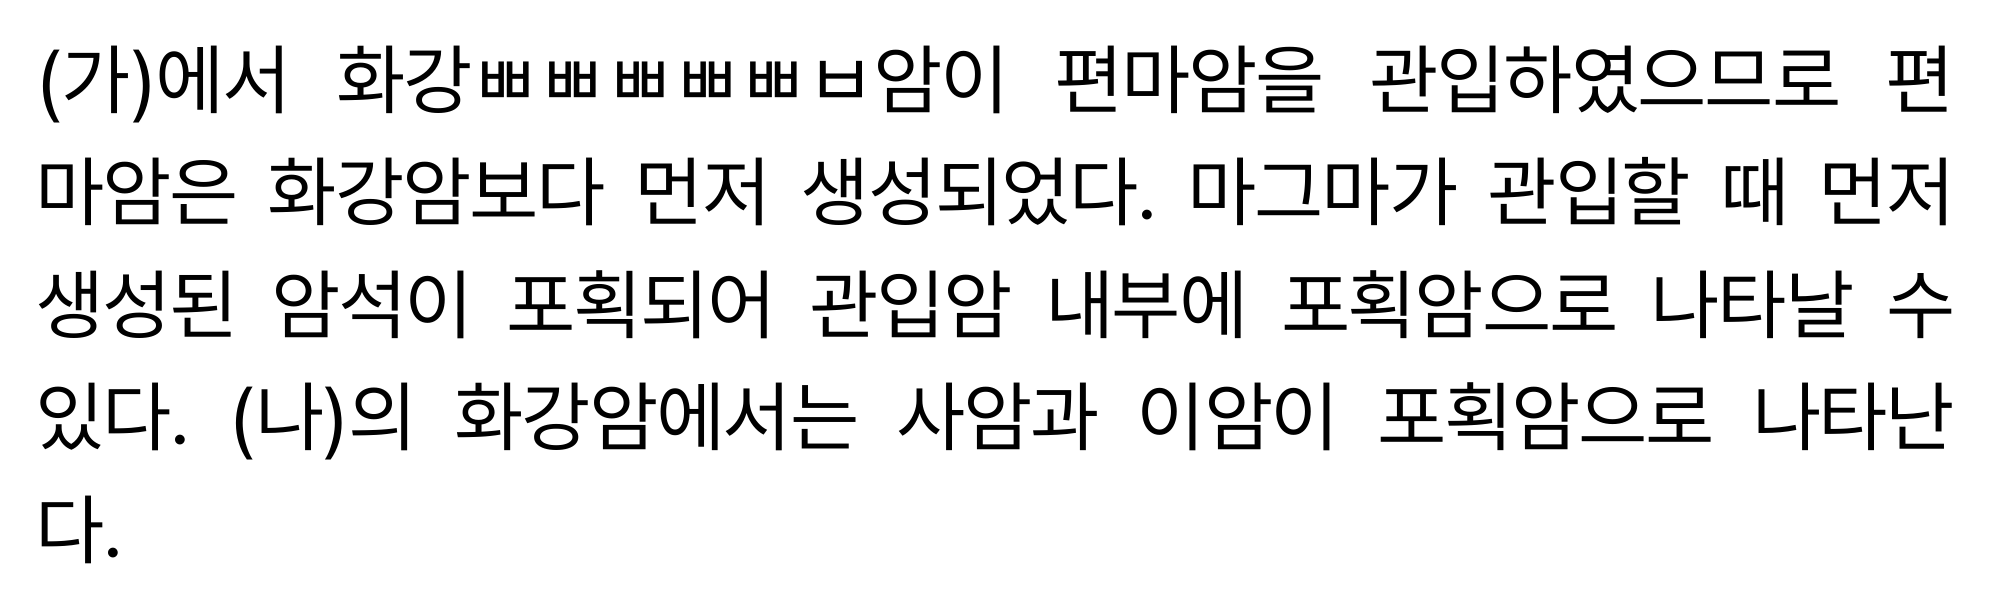 (가)에서 화강ㅃㅃㅃㅃㅃㅂ암이 편마암을 관입하였으므로 편
마암은 화강암보다 먼저 생성되었다. 마그마가 관입할 때 먼저
생성된 암석이 포획되어 관입암 내부에 포획암으로 나타날 수
있다. (나)의 화강암에서는 사암과 이암이 포획암으로 나타난
다.